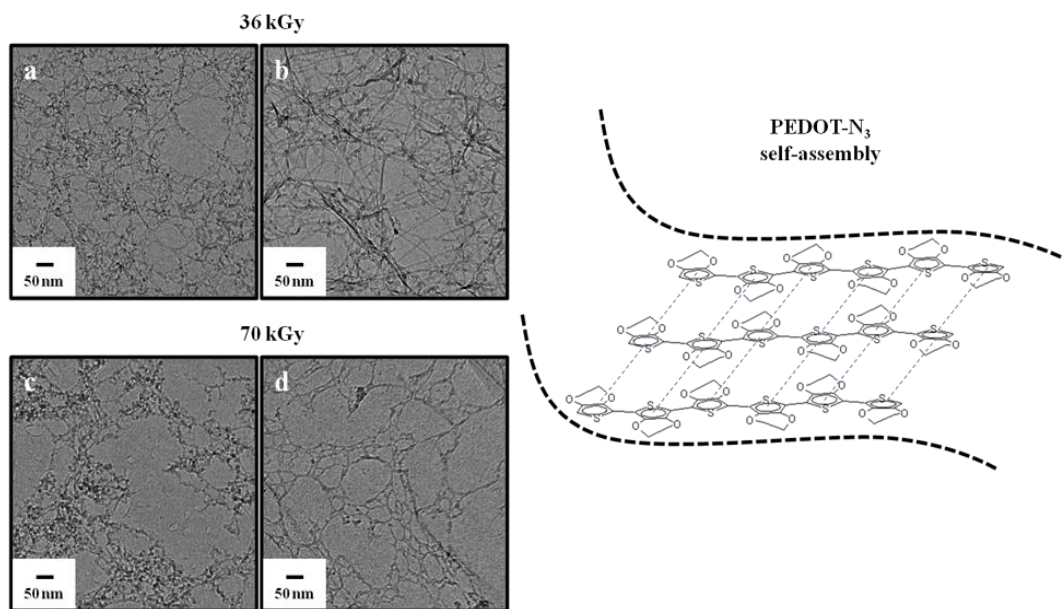 36 kGy
a
b
50 nm
50 nm
70 kGy
c
d
50 nm
50 nm
PEDOT-N₃
self-assembly
O O S O O S O O S
S O O S O O S O O
O O S O O S O O S
S O O S O O S O O
O O S O O S O O S
S O O S O O S O O